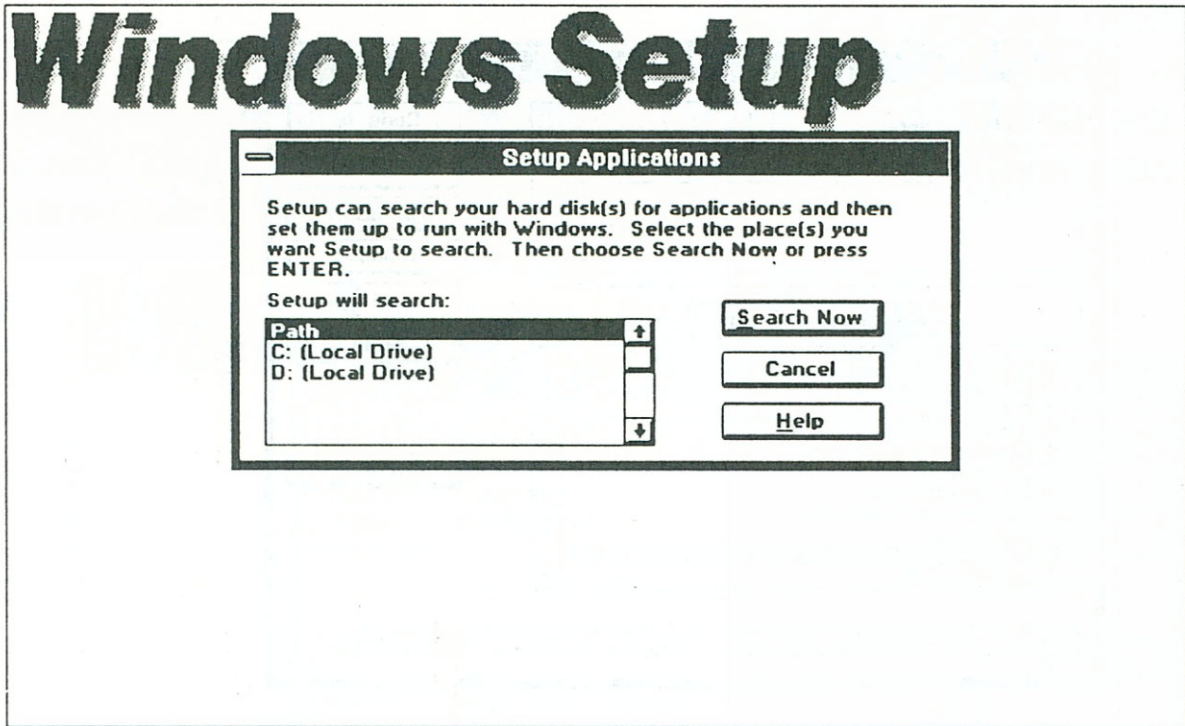 Windows Setup
Setup Applications
Setup can search your hard disk(s) for applications and then
set them up to run with Windows. Select the place(s) you
want Setup to search. Then choose Search Now or press
ENTER.
Setup will search:
Path
C: (Local Drive)
D: (Local Drive)
Search Now
Cancel
Help